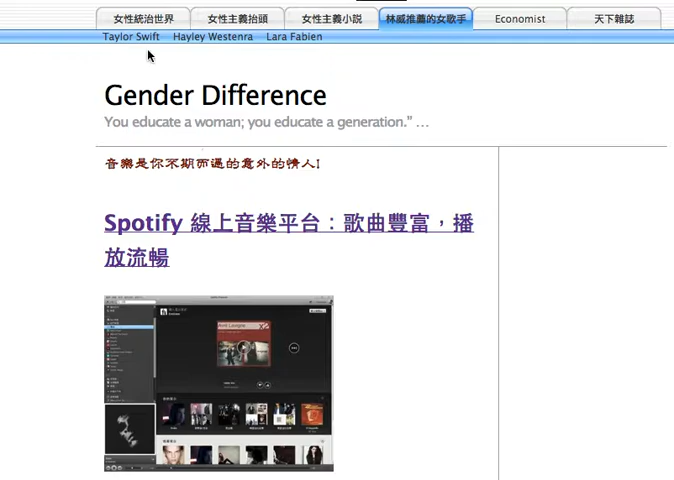 女性統治世界 女性主義抬頭 女性主義小説 林威推薦的女歌手 Economist 天下雜誌
Taylor Swift Hayley Westenra Lara Fabien
Gender Difference
You educate a woman; you educate a generation.” ...
音樂是你不期而遇的意外的情人!
Spotify 線上音樂平台：歌曲豐富，播
放流暢